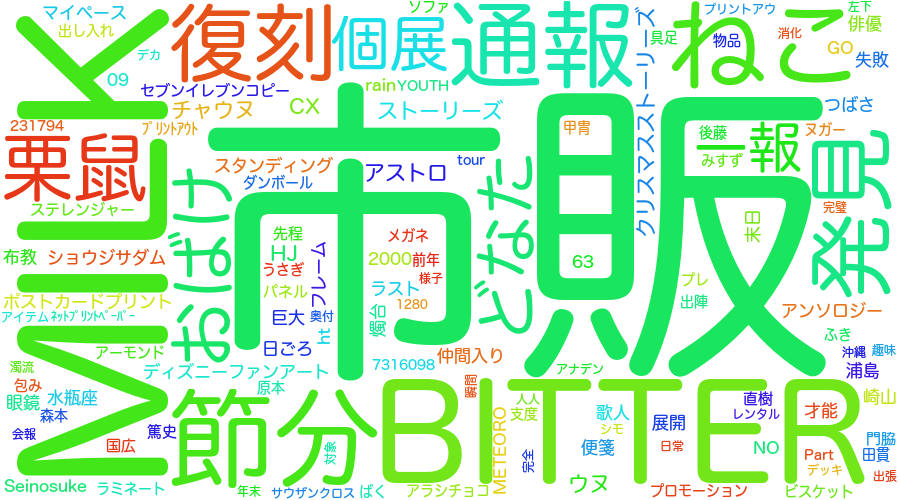 MILK
復刻
個展
通報
ねこ
市販
BITTER
節分
栗鼠
発見
一報
おばけ
どなた
マイペース
出し入れ
デカ
09
セブンイレブンコピー
チャウヌ
CX
ソファ
rain
YOUTH
ストーリーズ
クリスマスストーリーズ
具足
プリントアウ
物品
消化
左下
俳優
GO
失敗
つばさ
231794
プリントアウト
スタンディング
ダンボール
アストロ
tour
甲冑
後藤
みすず
ヌガー
完璧
末日
ステレンジャー
布教
ショウジサダム
先程
HJ
うさぎ
フレーム
メガネ
2000
前年
様子
63
プレ
出陣
アンソロジー
ポストカードプリント
アイテム
ネットプリントペーパー
パネル
巨大
奥付
ラスト
1280
燭台
ht
ふき
沖縄
趣味
アーモンド
日ごろ
仲間入り
浦島
濁流
包み
ディズニーファンアート
7316098
アナデン
眼鏡
水瓶座
原本
瞬間
人人
支度
歌人
シモ
展開
直樹
レンタル
才能
崎山
森本
会報
篤史
国広
対象
METEORO
完全
便箋
日常
NO
Part
デッキ
門脇
田貫
出張
Seinosuke
ラミネート
年末
サウザンクロス
ぱく
アラシチョコ
ウヌ
プロモーション
ビスケット